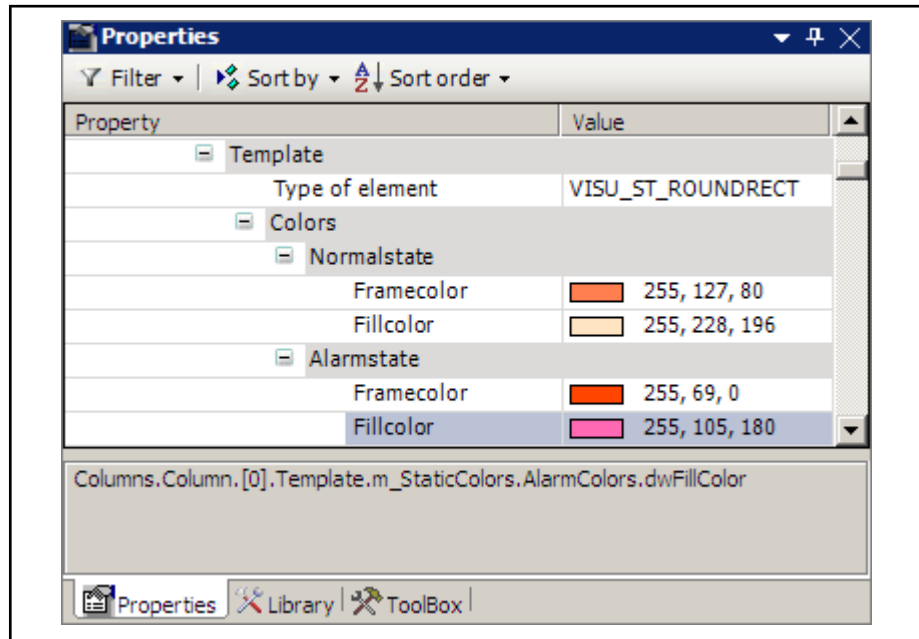 Properties
Filter Sort by Sort order
Property Value
Template
Type of element VISU_ST_ROUNDRECT
Colors
Normalstate
Framecolor 255, 127, 80
Fillcolor 255, 228, 196
Alarmstate
Framecolor 255, 69, 0
Fillcolor 255, 105, 180
Columns.Column.[0].Template.m_StaticColors.AlarmColors.dwFillColor
Properties Library ToolBox